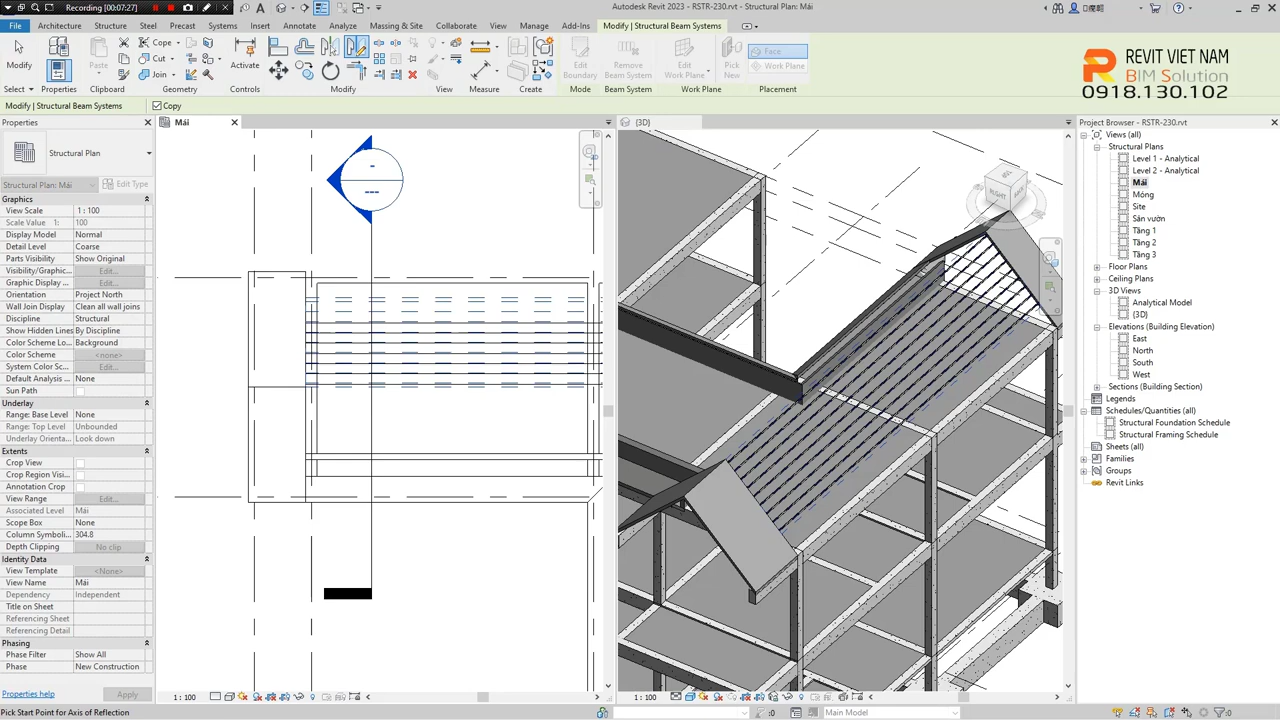 Recording [00:07:27]
Autodesk Revit 2023 - RSTR-230.rvt - Structural Plan: Mái
File Architecture Structure Steel Precast Systems Insert Annotate Analyze Massing & Site Collaborate View Manage Add-Ins Modify | Structural Beam Systems
Modify
Paste
Cope
Cut
Join
Activate
Edit Boundary
Remove Beam System
Edit Work Plane
Pick New
Face
Work Plane
Select Properties Clipboard Geometry Controls Modify View Measure Create Mode Beam System Work Plane Placement
REVIT VIET NAM
BIM Solution
0918.130.102
Modify | Structural Beam Systems
Copy
Properties
Structural Plan
Structural Plan: Mái
Edit Type
Graphics
View Scale 1 : 100
Scale Value 1: 100
Display Model Normal
Detail Level Coarse
Parts Visibility Show Original
Visibility/Graphic... Edit...
Graphic Display ... Edit...
Orientation Project North
Wall Join Display Clean all wall joins
Discipline Structural
Show Hidden Lines By Discipline
Color Scheme Lo... Background
Color Scheme <none>
System Color Sc... Edit...
Default Analysis ... None
Sun Path
Underlay
Range: Base Level None
Range: Top Level Unbounded
Underlay Orienta... Look down
Extents
Crop View
Crop Region Visi...
Annotation Crop
View Range Edit...
Associated Level Mái
Scope Box None
Column Symboli... 304.8
Depth Clipping No clip
Identity Data
View Template <None>
View Name Mái
Dependency Independent
Title on Sheet
Referencing Sheet
Referencing Detail
Phasing
Phase Filter Show All
Phase New Construction
Properties help
Apply
Mái
{3D}
RIGHT
1 : 100
1 : 100
Project Browser - RSTR-230.rvt
Views (all)
Structural Plans
Level 1 - Analytical
Level 2 - Analytical
Mái
Móng
Site
Sân vườn
Tầng 1
Tầng 2
Tầng 3
Floor Plans
Ceiling Plans
3D Views
Analytical Model
{3D}
Elevations (Building Elevation)
East
North
South
West
Sections (Building Section)
Legends
Schedules/Quantities (all)
Structural Foundation Schedule
Structural Framing Schedule
Sheets (all)
Families
Groups
Revit Links
Pick Start Point for Axis of Reflection
:0
Main Model
:0